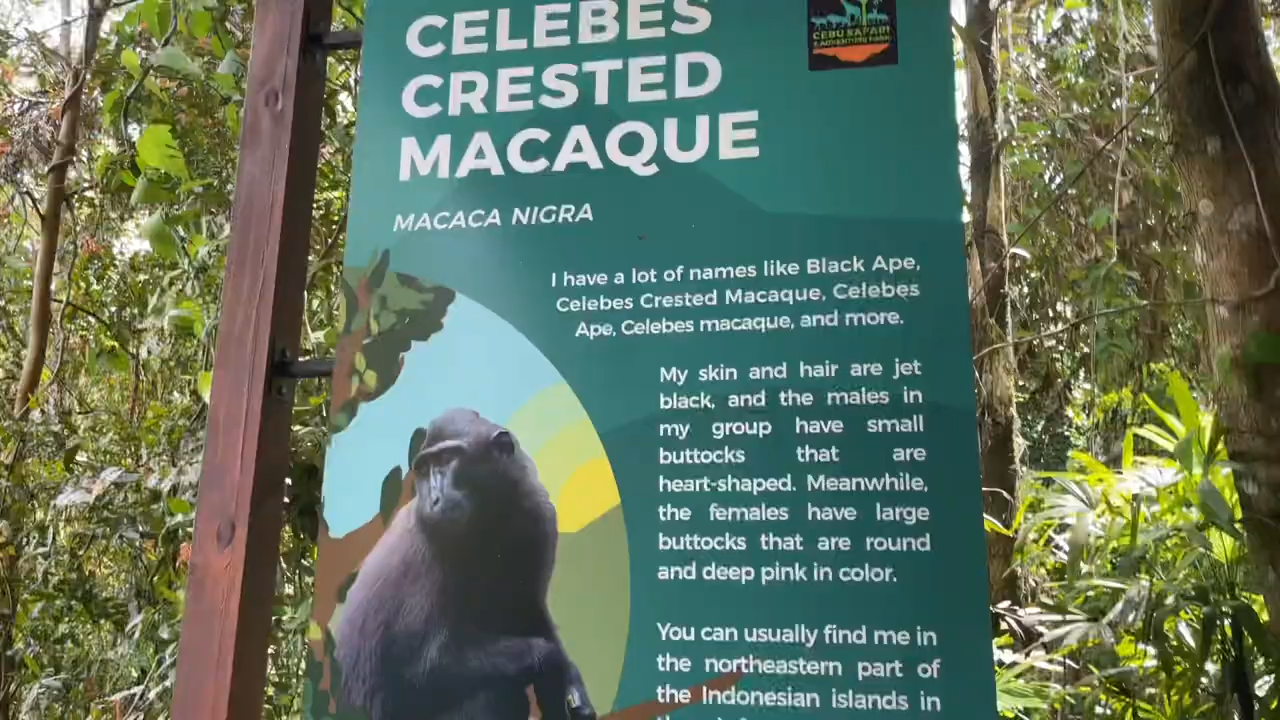 CELEBES
CRESTED
MACAQUE
CEBU SAFARI
& ADVENTURE PARK
MACACA NIGRA
I have a lot of names like Black Ape,
Celebes Crested Macaque, Celebes
Ape, Celebes macaque, and more.
My skin and hair are jet
black, and the males in
my group have small
buttocks that are
heart-shaped. Meanwhile,
the females have large
buttocks that are round
and deep pink in color.
You can usually find me in
the northeastern part of
the Indonesian islands in